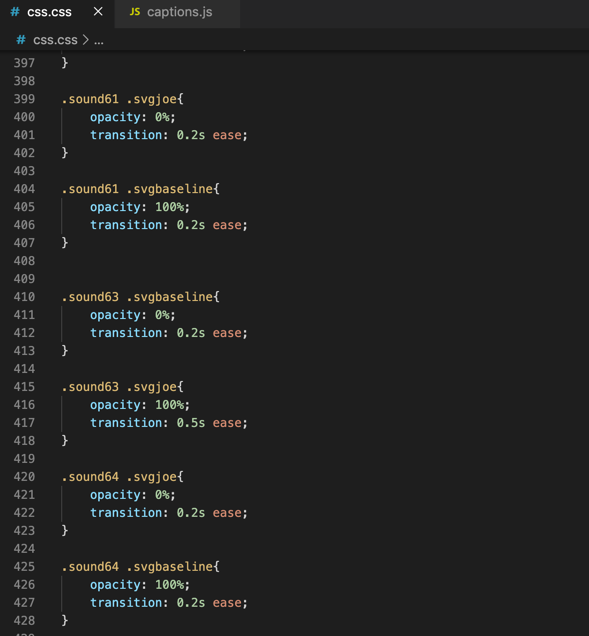 # css.css × JS captions.js
# css.css > ...
397 }
398
399 .sound61 .svgjoe{
400 opacity: 0%;
401 transition: 0.2s ease;
402 }
403
404 .sound61 .svgbaseline{
405 opacity: 100%;
406 transition: 0.2s ease;
407 }
408
409
410 .sound63 .svgbaseline{
411 opacity: 0%;
412 transition: 0.2s ease;
413 }
414
415 .sound63 .svgjoe{
416 opacity: 100%;
417 transition: 0.5s ease;
418 }
419
420 .sound64 .svgjoe{
421 opacity: 0%;
422 transition: 0.2s ease;
423 }
424
425 .sound64 .svgbaseline{
426 opacity: 100%;
427 transition: 0.2s ease;
428 }